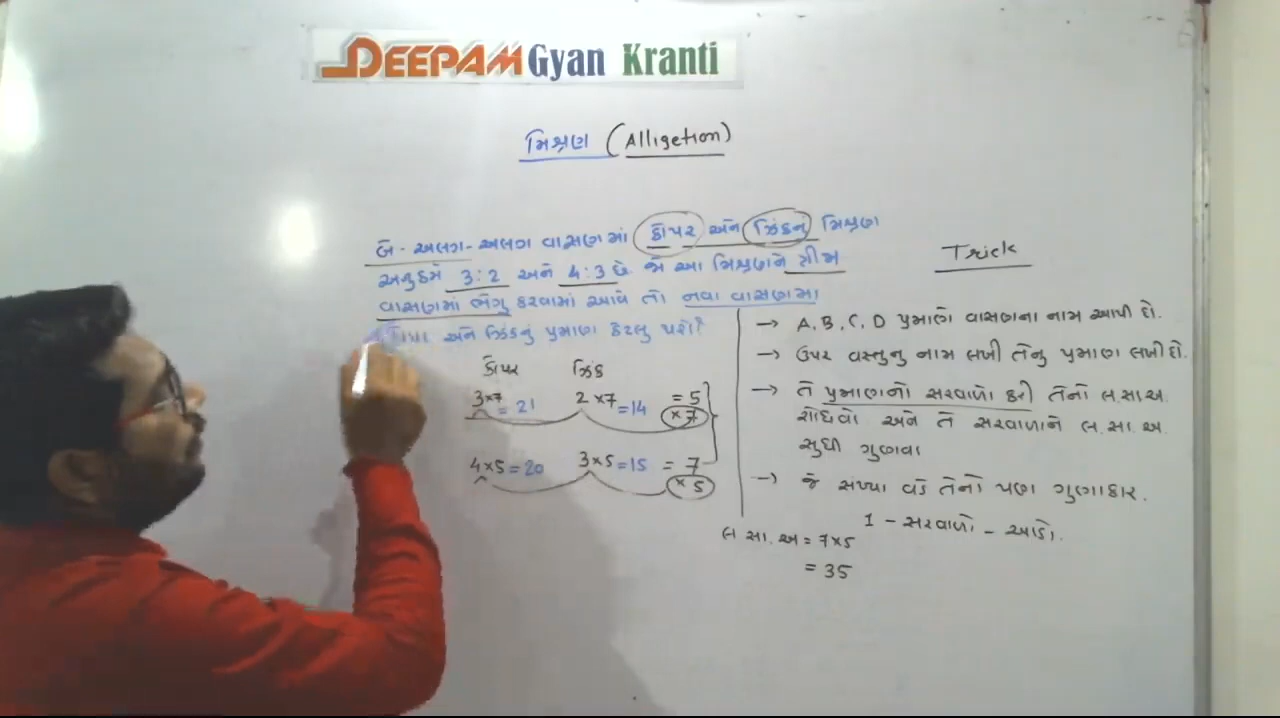 DEEPAM Gyan Kranti
મિશ્રણ (Alligetion)
બે - અલગ - અલગ વાસણમાં કોપર અને ઝિંકનું મિશ્રણ
અનુક્રમે 3:2 અને 4:3 છે જો આ મિશ્રણને ત્રીજા
વાસણમાં ભેગુ કરવામાં આવે તો નવા વાસણમાં
અને ઝિંકનું પ્રમાણ કેટલુ થશે?
કોપર ઝિંક
3×7 = 21 2×7 = 14 = 5
×7
4×5 = 20 3×5 = 15 = 7
×5
Trick
→ A, B, C, D પ્રમાણે વાસણના નામ આપી દો.
→ ઉપર વસ્તુનુ નામ લખી તેનુ પ્રમાણ લખી દો.
→ તે પ્રમાણનો સરવાળો કરી તેનો લ.સા.અ
શોધવો અને તે સરવાળાને લ.સા.અ.
સુધી ગુણવા
→ જે સંખ્યા વડે તેનો પણ ગુણાકાર.
1 - સરવાળો - આડો.
લ.સા.અ = 7×5
= 35